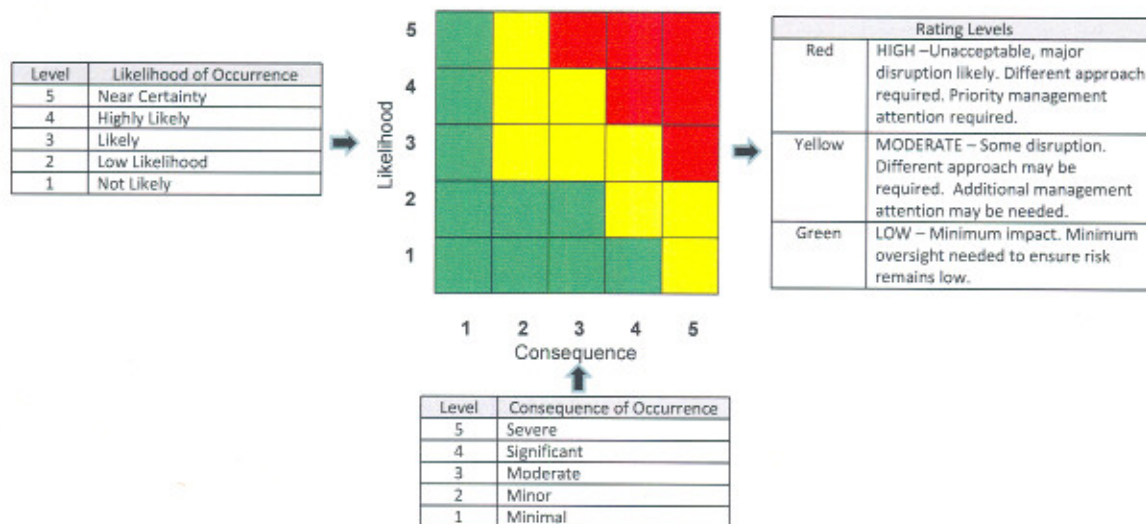 Level Likelihood of Occurrence
5 Near Certainty
4 Highly Likely
3 Likely
2 Low Likelihood
1 Not Likely
Likelihood
5
4
3
2
1
1 2 3 4 5
Consequence
Rating Levels
Red HIGH –Unacceptable, major
disruption likely. Different approach
required. Priority management
attention required.
Yellow MODERATE – Some disruption.
Different approach may be
required. Additional management
attention may be needed.
Green LOW – Minimum impact. Minimum
oversight needed to ensure risk
remains low.
Level Consequence of Occurrence
5 Severe
4 Significant
3 Moderate
2 Minor
1 Minimal